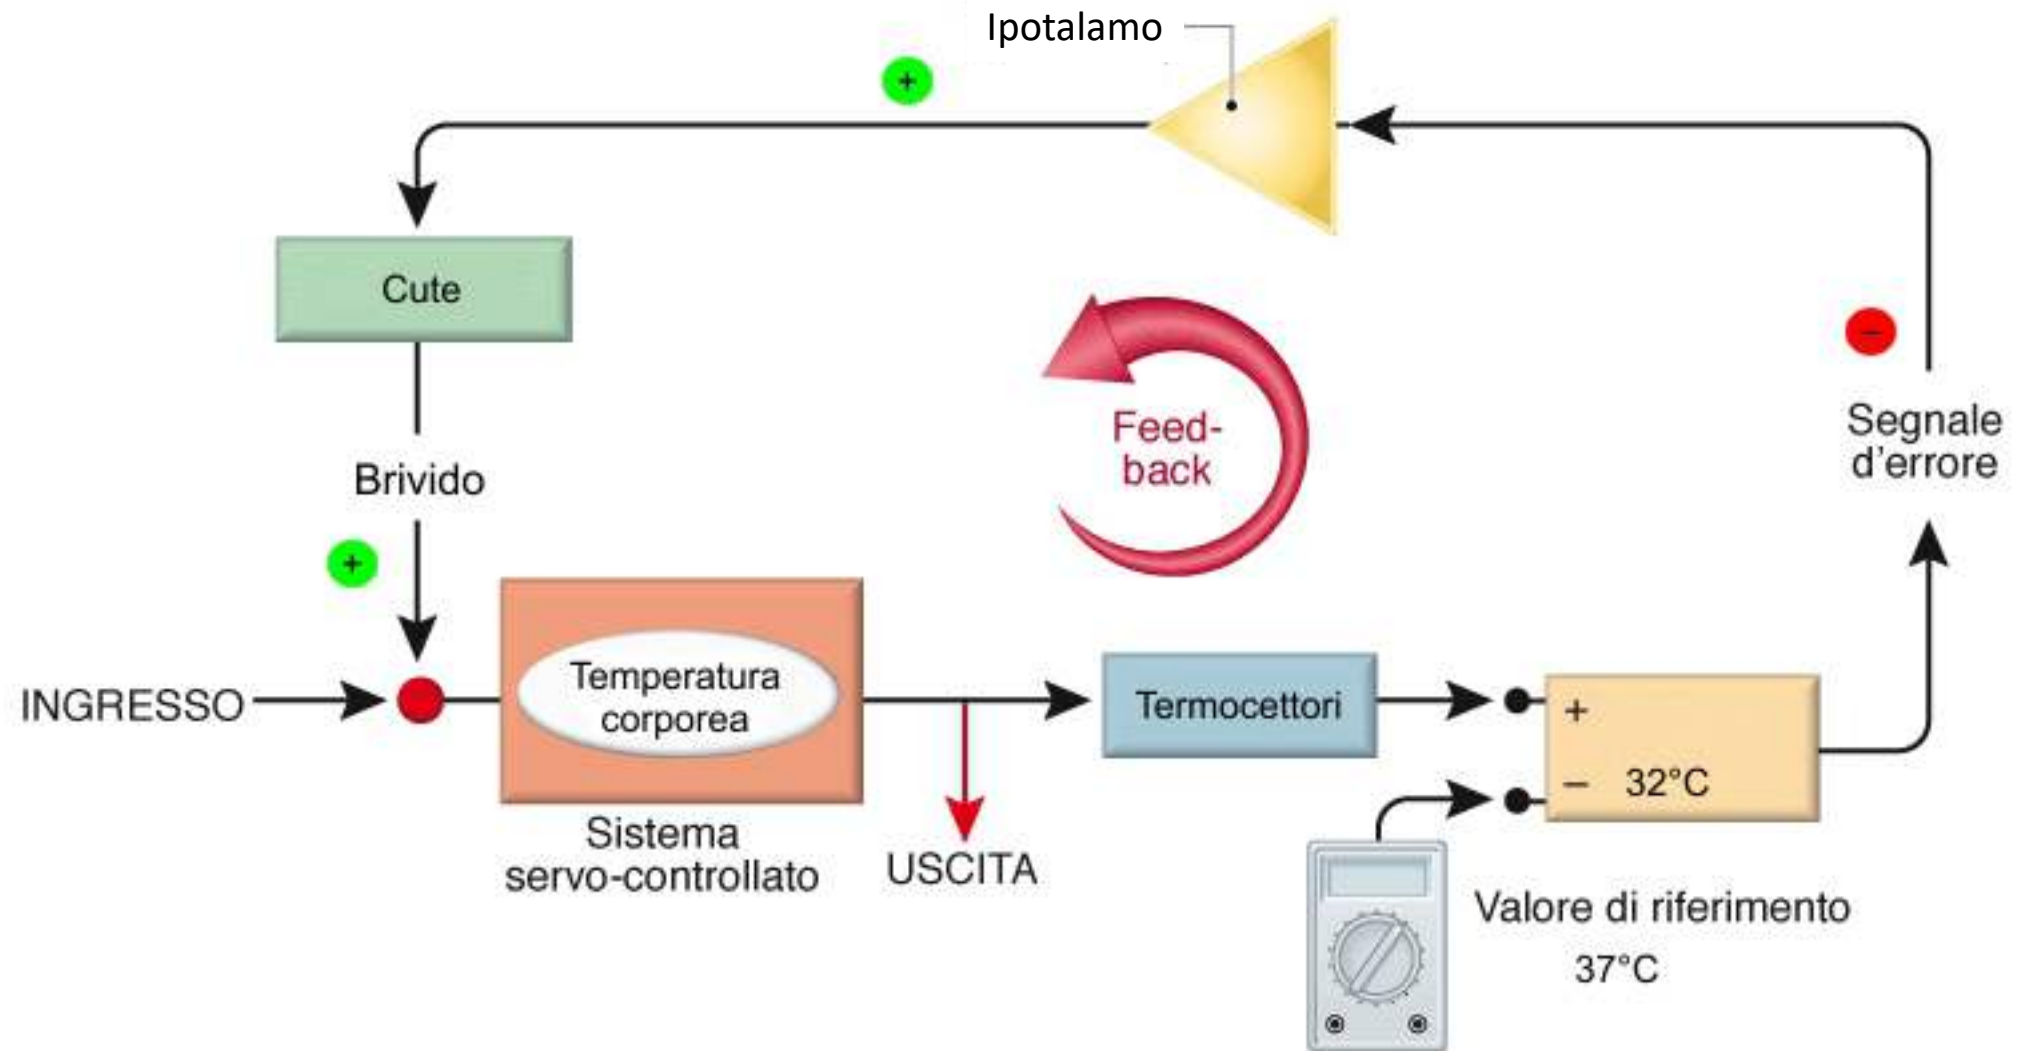 Ipotalamo
+
Cute
–
Feed-
back
Segnale
d'errore
Brivido
+
Temperatura
corporea
INGRESSO
Termocettori
+
– 32°C
Sistema
servo-controllato
USCITA
Valore di riferimento
37°C